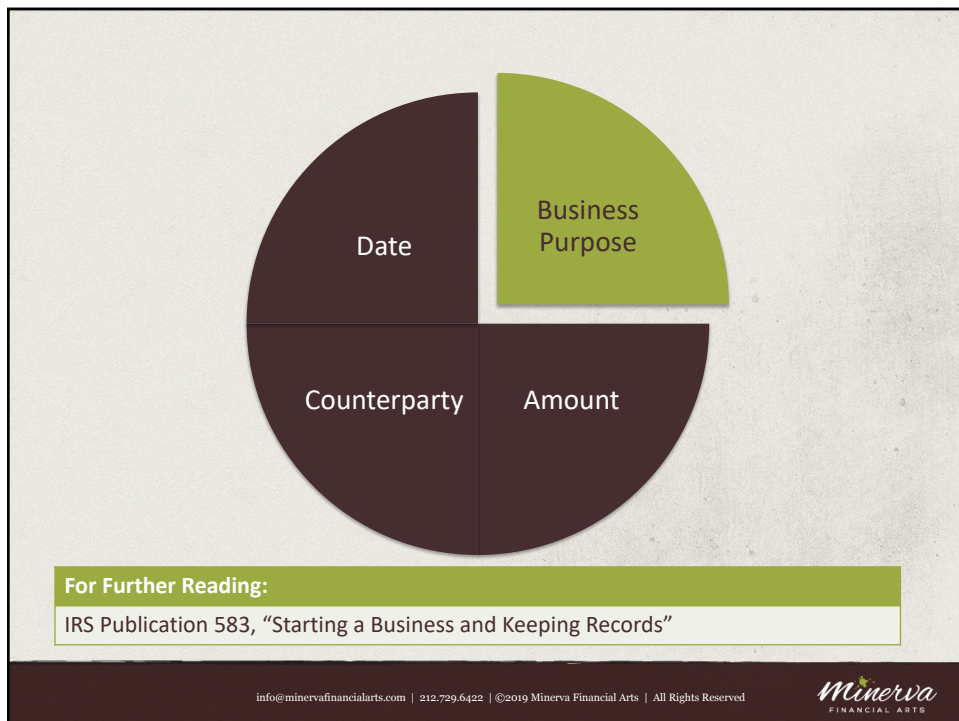 Business
Purpose
Date
Counterparty
Amount
For Further Reading:
IRS Publication 583, “Starting a Business and Keeping Records”
info@minervafinancialarts.com | 212.729.6422 | ©2019 Minerva Financial Arts | All Rights Reserved
Minerva
FINANCIAL ARTS